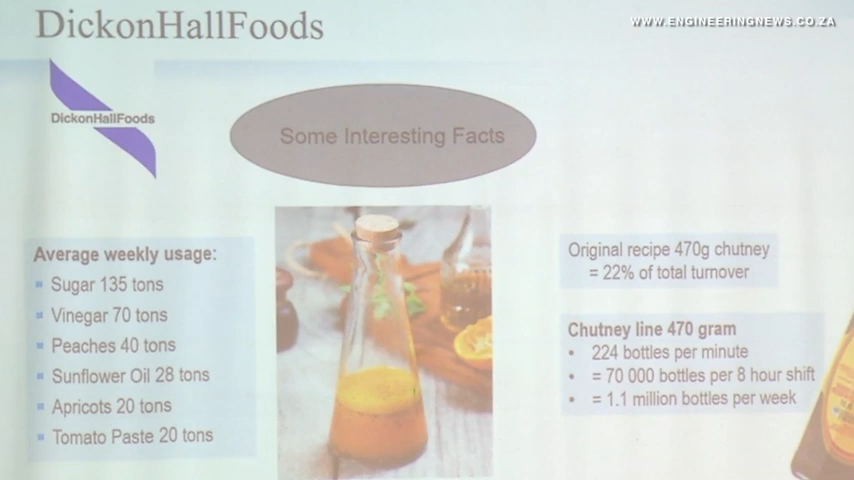 DickonHallFoods
WWW.ENGINEERINGNEWS.CO.ZA
DickonHallFoods
Some Interesting Facts
Average weekly usage:
Sugar 135 tons
Vinegar 70 tons
Peaches 40 tons
Sunflower Oil 28 tons
Apricots 20 tons
Tomato Paste 20 tons
Original recipe 470g chutney
= 22% of total turnover
Chutney line 470 gram
• 224 bottles per minute
• = 70 000 bottles per 8 hour shift
• = 1.1 million bottles per week